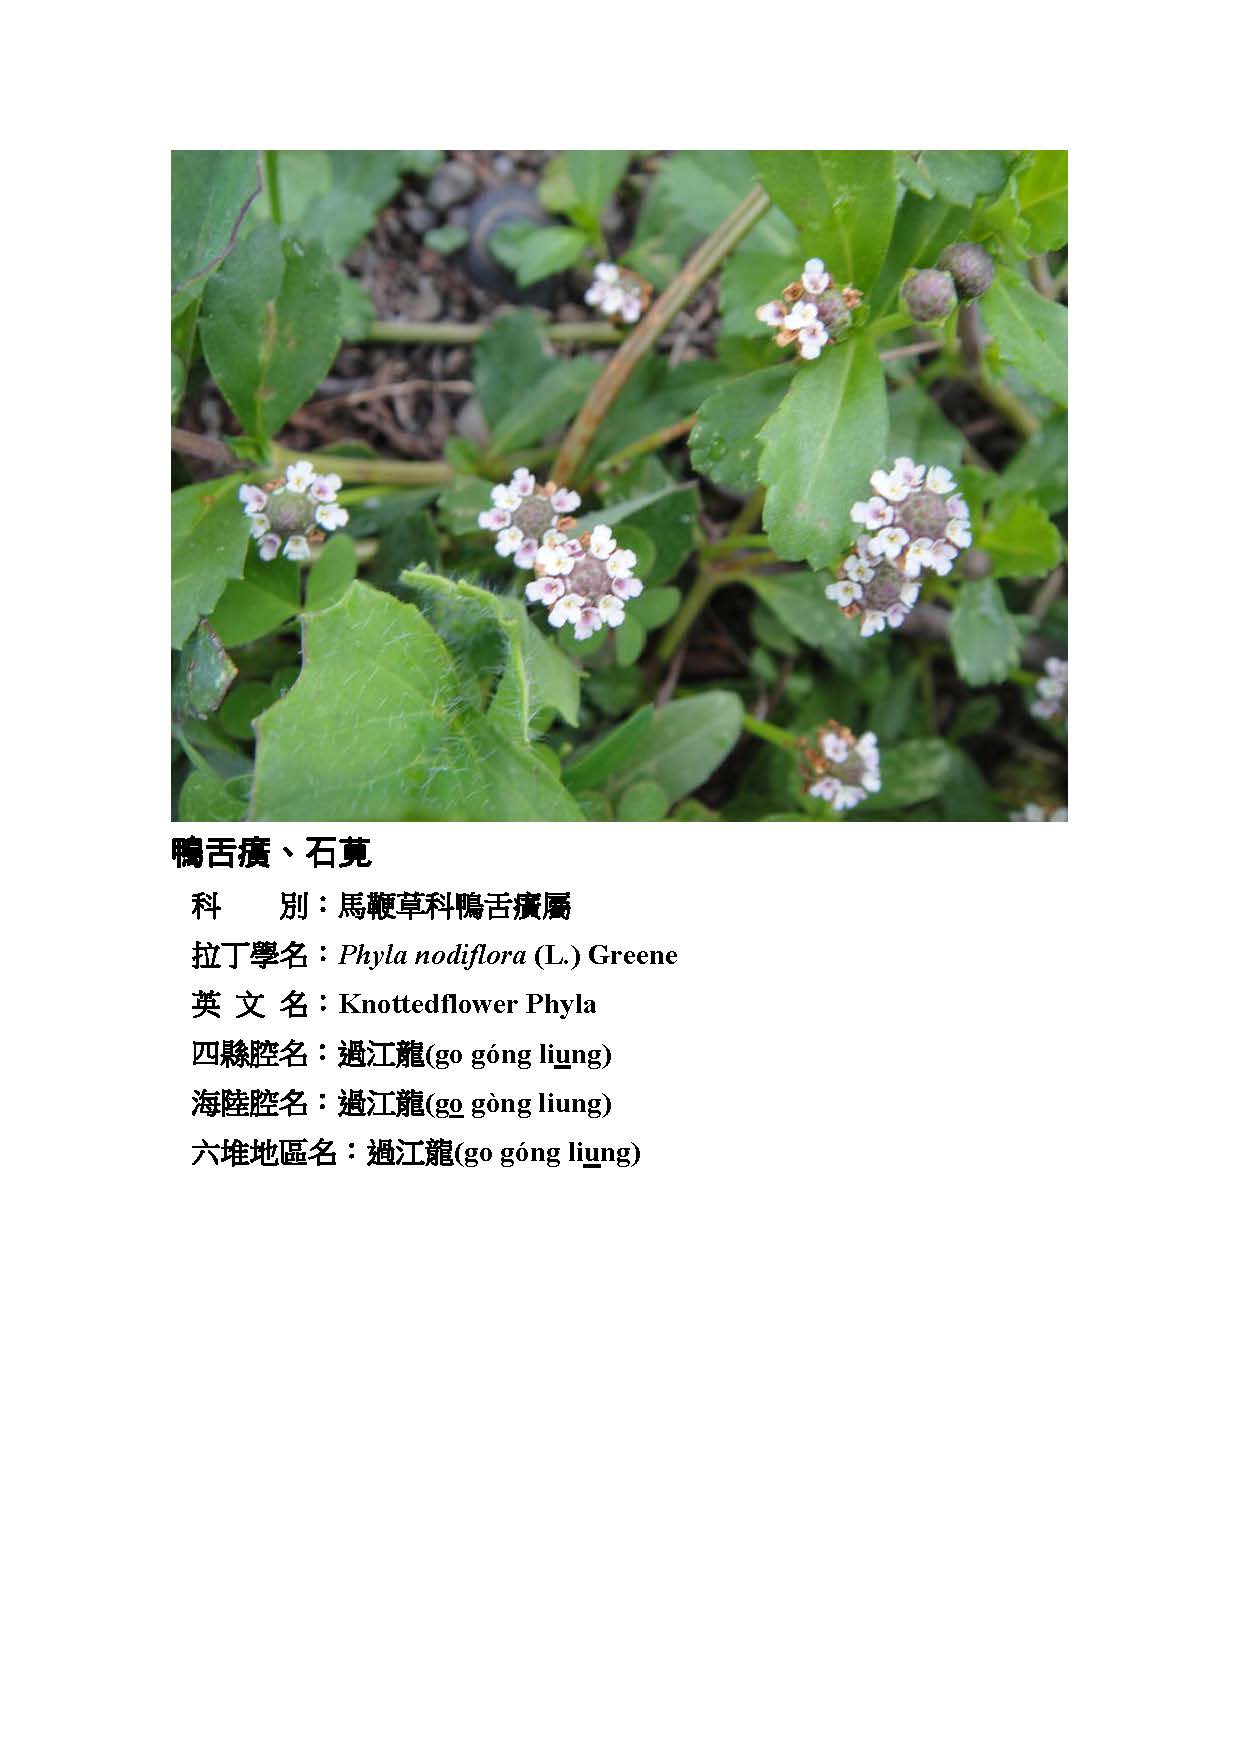 鴨舌癀、石莧
科　　別：馬鞭草科鴨舌癀屬
拉丁學名：Phyla nodiflora (L.) Greene
英 文 名：Knottedflower Phyla
四縣腔名：過江龍(go góng liung)
海陸腔名：過江龍(go gòng liung)
六堆地區名：過江龍(go góng liung)